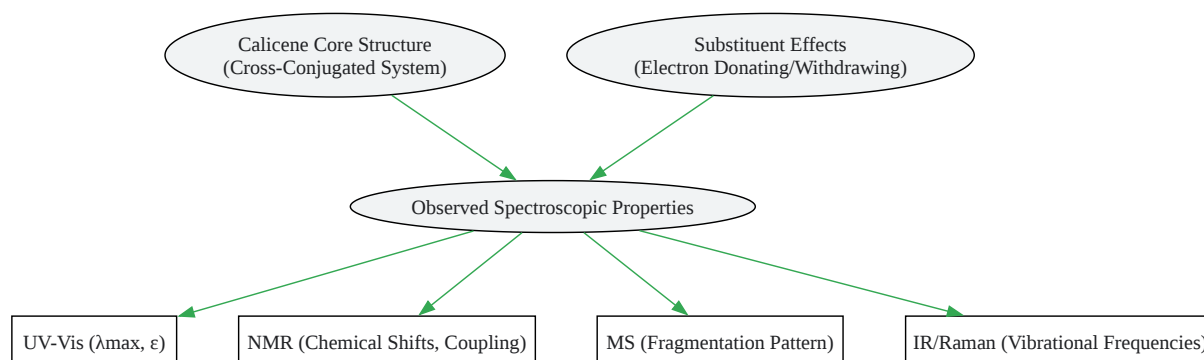 Calicene Core Structure
(Cross-Conjugated System)
Substituent Effects
(Electron Donating/Withdrawing)
Observed Spectroscopic Properties
UV-Vis (λmax, ε)
NMR (Chemical Shifts, Coupling)
MS (Fragmentation Pattern)
IR/Raman (Vibrational Frequencies)